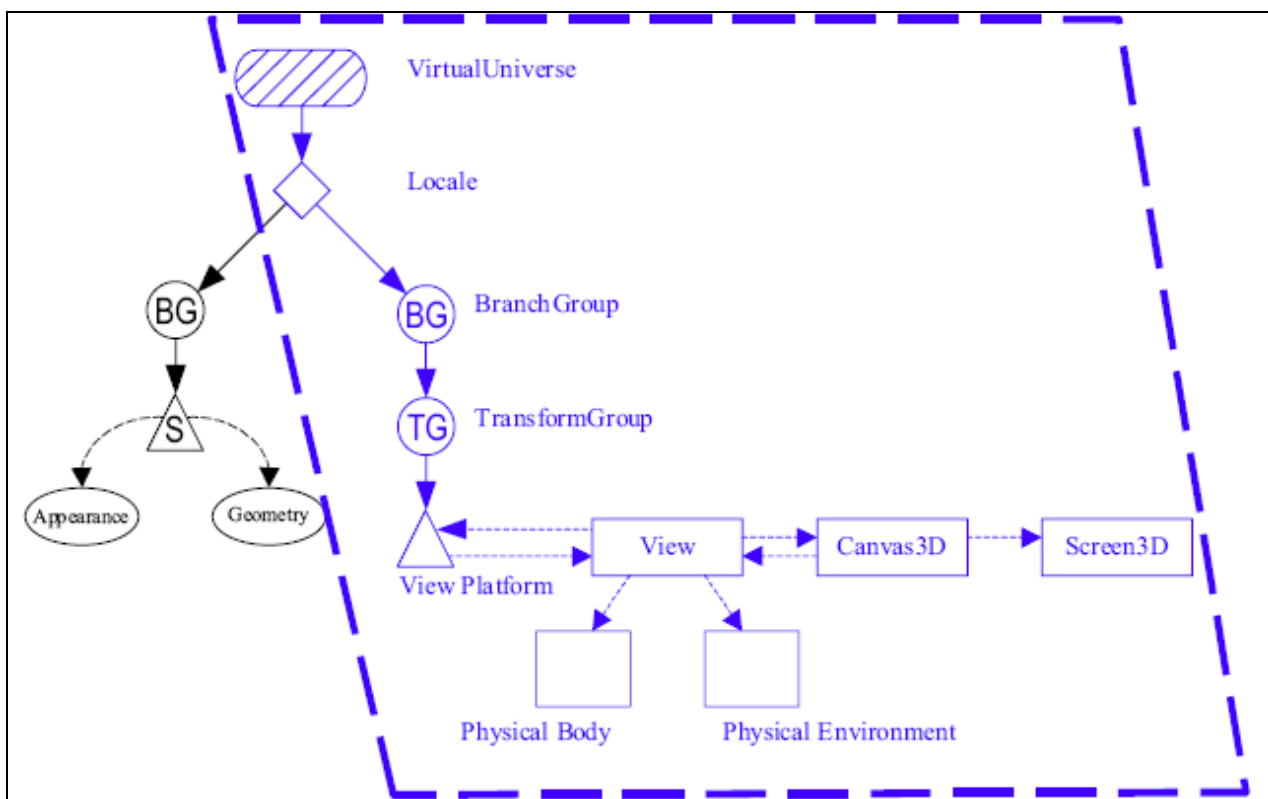 VirtualUniverse
Locale
BG
BG
BranchGroup
TG
TransformGroup
S
Appearance
Geometry
View
Canvas3D
Screen3D
View Platform
Physical Body
Physical Environment